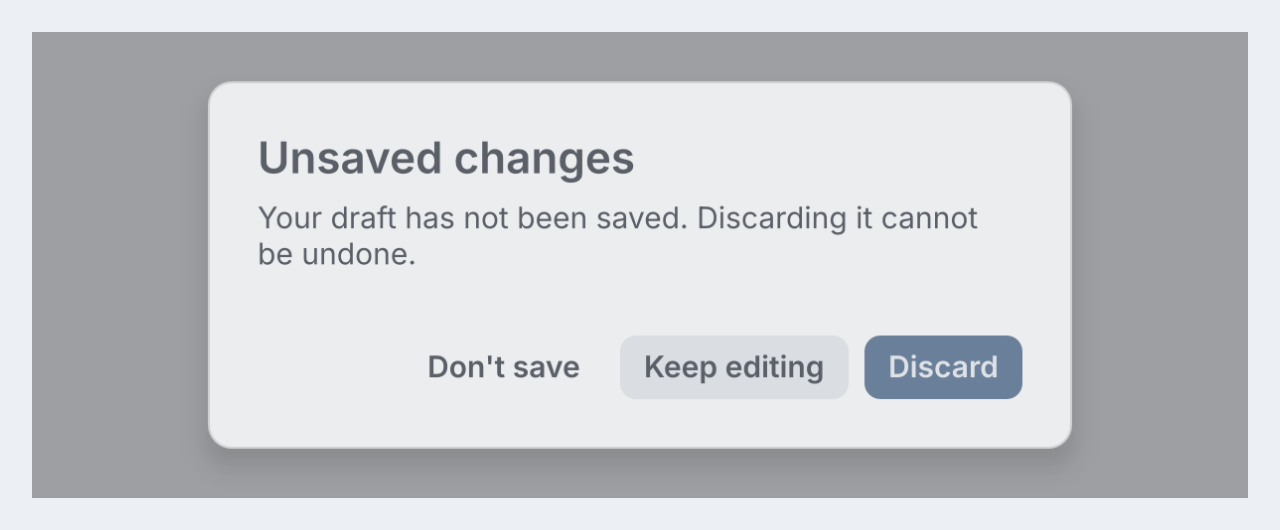 Unsaved changes
Your draft has not been saved. Discarding it cannot
be undone.
Don't save
Keep editing
Discard